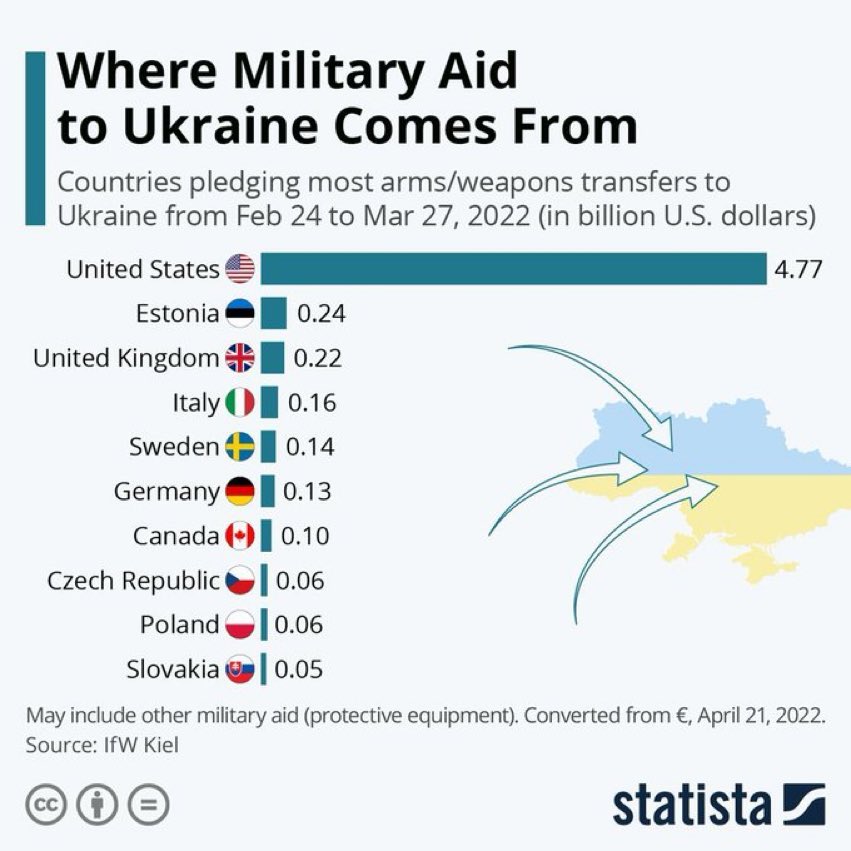 Where Military Aid
to Ukraine Comes From
Countries pledging most arms/weapons transfers to
Ukraine from Feb 24 to Mar 27, 2022 (in billion U.S. dollars)
United States 4.77
Estonia 0.24
United Kingdom 0.22
Italy 0.16
Sweden 0.14
Germany 0.13
Canada 0.10
Czech Republic 0.06
Poland 0.06
Slovakia 0.05
May include other military aid (protective equipment). Converted from €, April 21, 2022.
Source: IfW Kiel
cc
statista